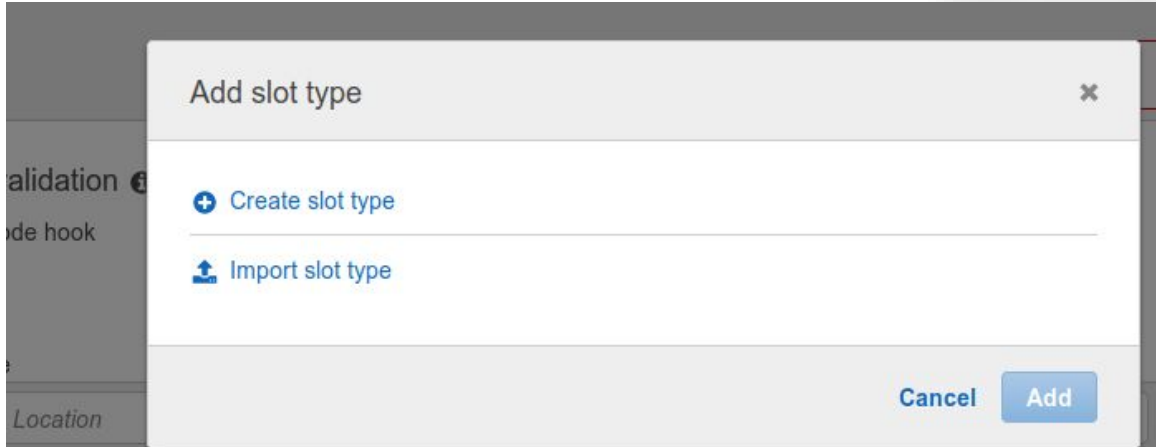 Add slot type
alidation
Create slot type
ode hook
Import slot type
Cancel Add
Location